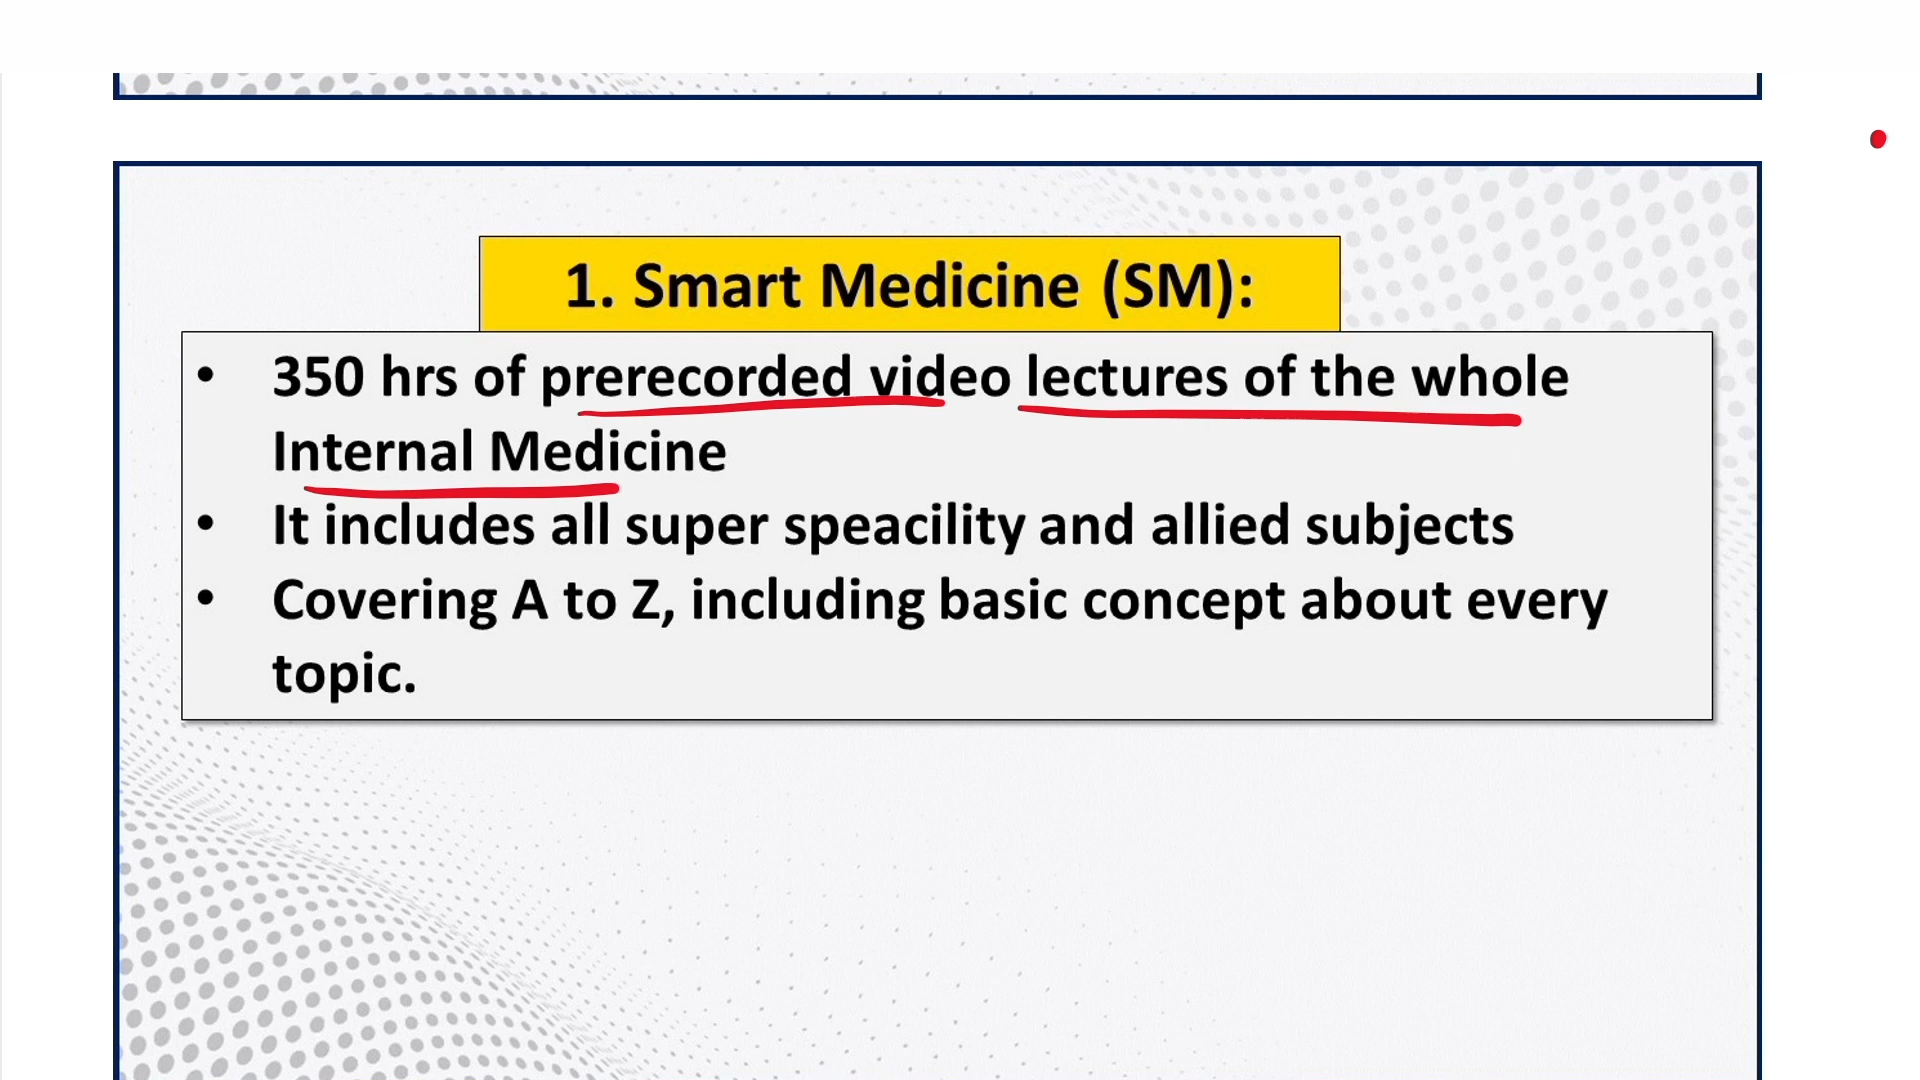 1. Smart Medicine (SM):
• 350 hrs of prerecorded video lectures of the whole
Internal Medicine
• It includes all super speacility and allied subjects
• Covering A to Z, including basic concept about every
topic.